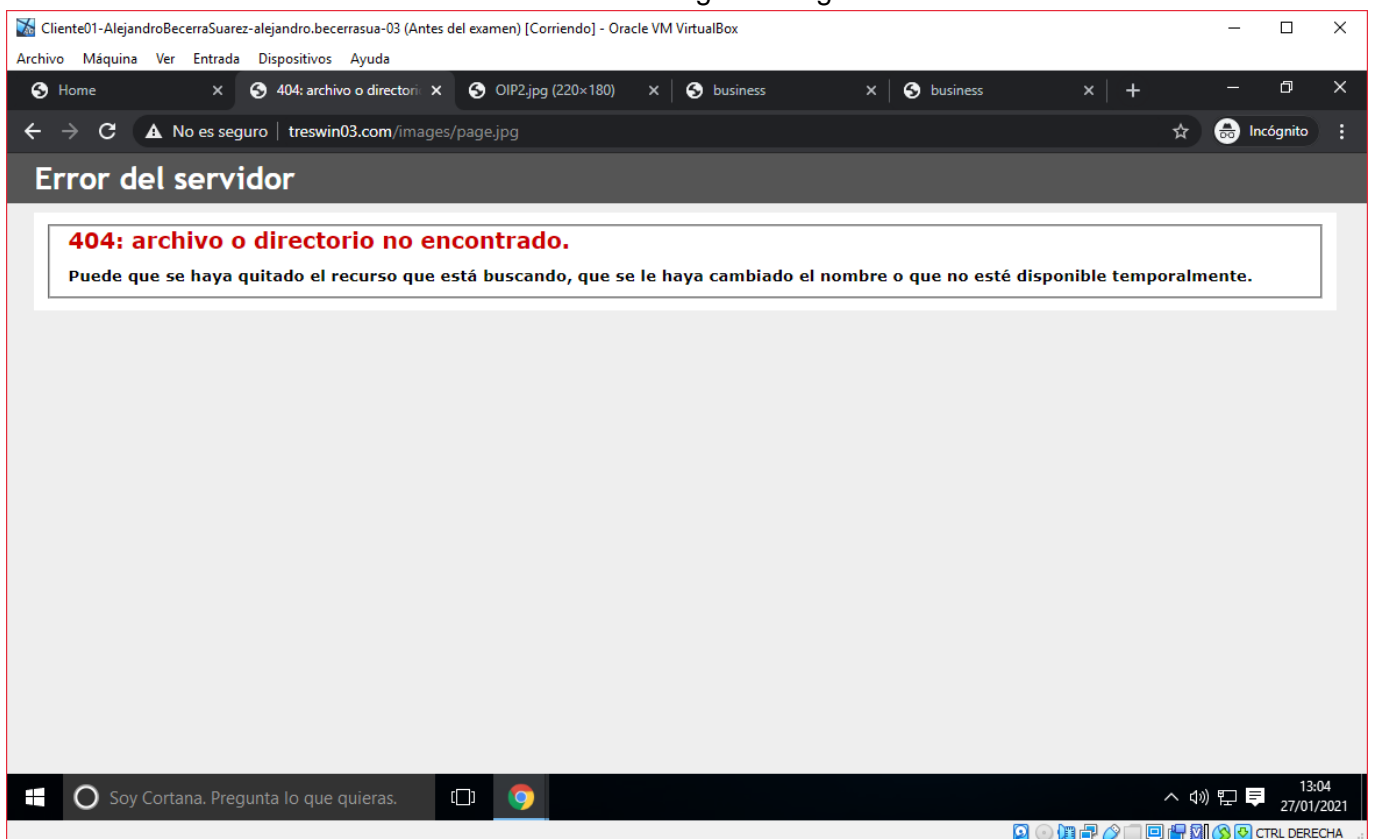 Cliente01-AlejandroBecerraSuarez-alejandro.becerrasua-03 (Antes del examen) [Corriendo] - Oracle VM VirtualBox
Archivo Máquina Ver Entrada Dispositivos Ayuda
Home 404: archivo o directori OIP2.jpg (220×180) business business
No es seguro | treswin03.com/images/page.jpg Incógnito
Error del servidor
404: archivo o directorio no encontrado.
Puede que se haya quitado el recurso que está buscando, que se le haya cambiado el nombre o que no esté disponible temporalmente.
Soy Cortana. Pregunta lo que quieras. 13:04
27/01/2021
CTRL DERECHA